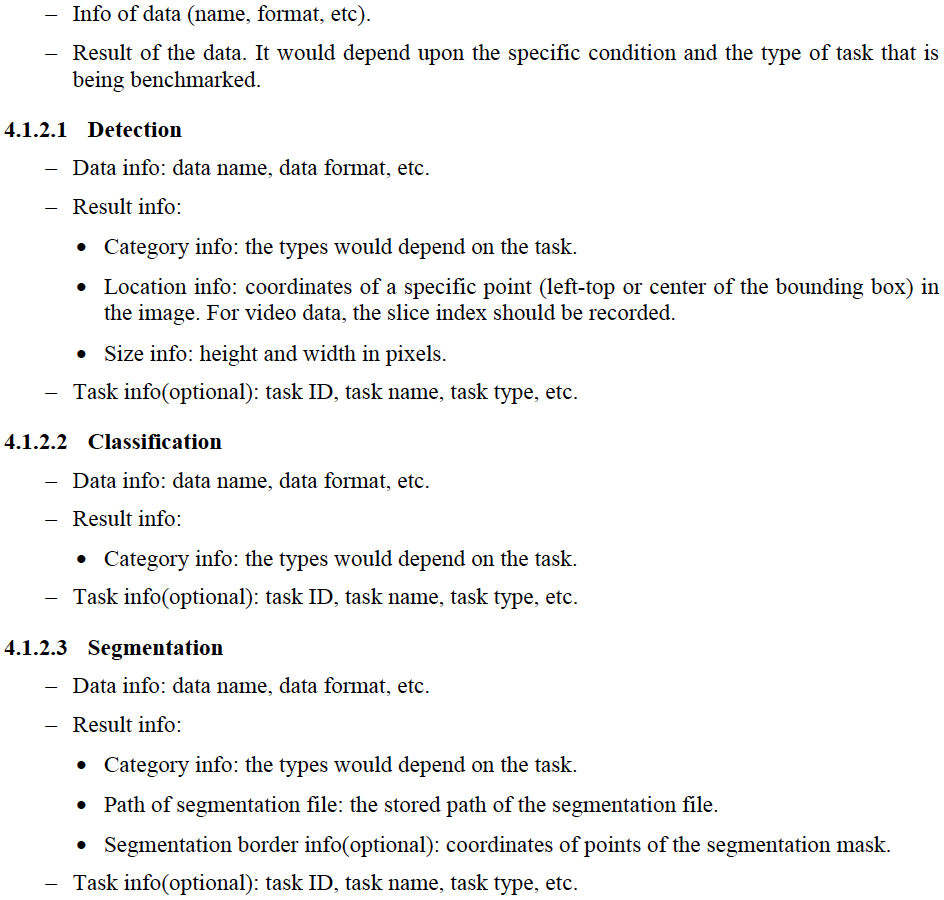 – Info of data (name, format, etc).
– Result of the data. It would depend upon the specific condition and the type of task that is
being benchmarked.
4.1.2.1 Detection
– Data info: data name, data format, etc.
– Result info:
• Category info: the types would depend on the task.
• Location info: coordinates of a specific point (left-top or center of the bounding box) in
the image. For video data, the slice index should be recorded.
• Size info: height and width in pixels.
– Task info(optional): task ID, task name, task type, etc.
4.1.2.2 Classification
– Data info: data name, data format, etc.
– Result info:
• Category info: the types would depend on the task.
– Task info(optional): task ID, task name, task type, etc.
4.1.2.3 Segmentation
– Data info: data name, data format, etc.
– Result info:
• Category info: the types would depend on the task.
• Path of segmentation file: the stored path of the segmentation file.
• Segmentation border info(optional): coordinates of points of the segmentation mask.
– Task info(optional): task ID, task name, task type, etc.